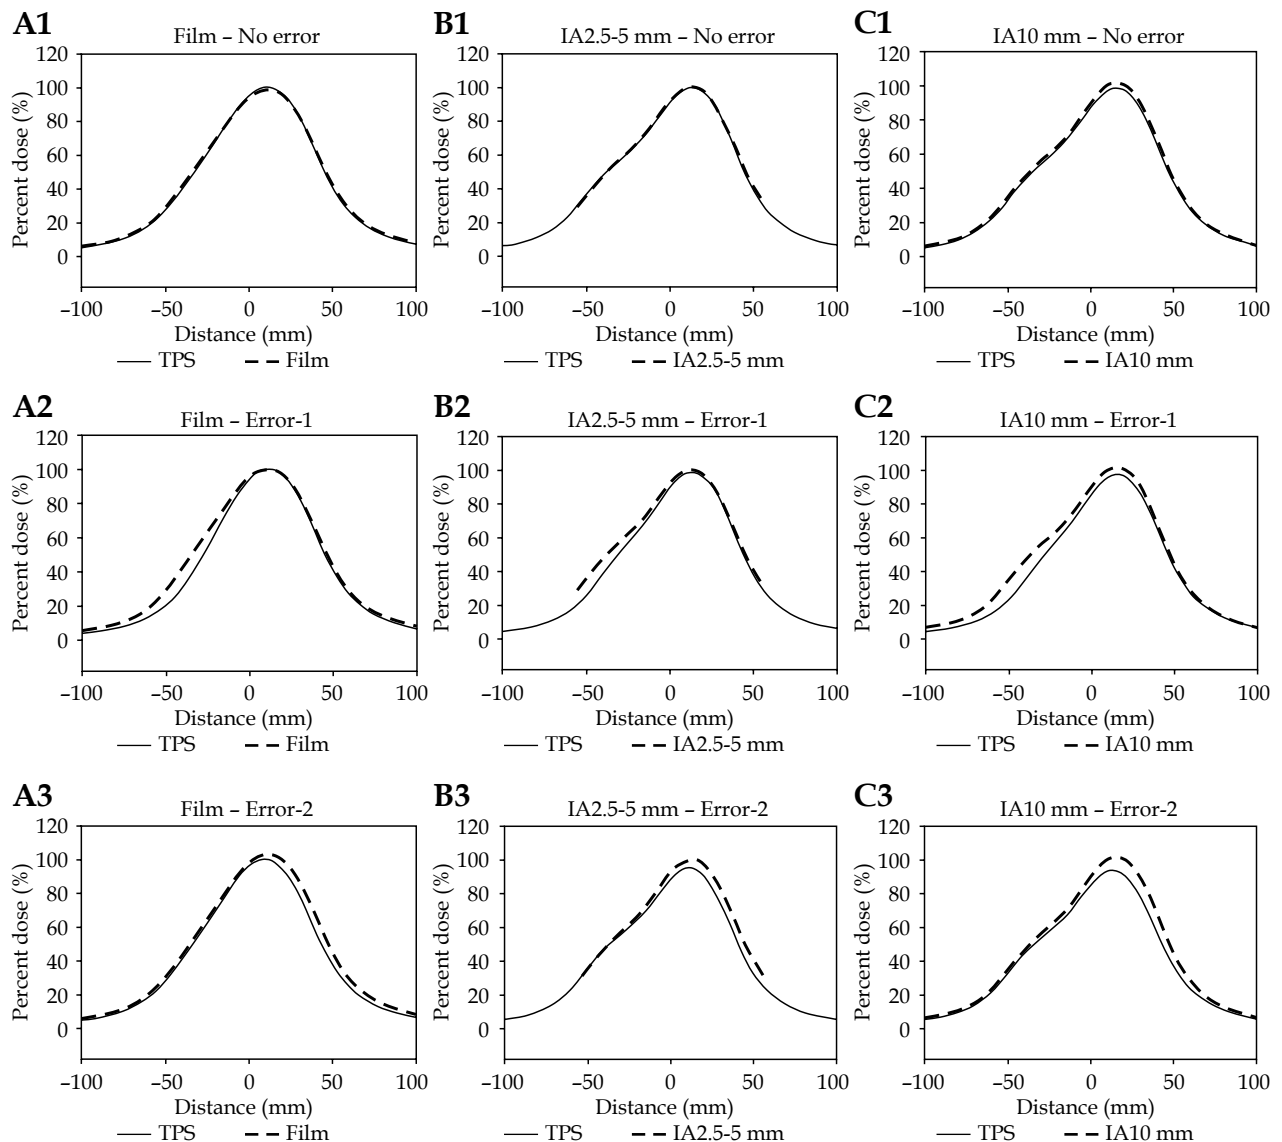 A1
Film – No error
Percent dose (%)
120
100
80
60
40
20
0
–100 –50 0 50 100
Distance (mm)
TPS Film
B1
IA2.5-5 mm – No error
Percent dose (%)
120
100
80
60
40
20
0
–100 –50 0 50 100
Distance (mm)
TPS IA2.5-5 mm
C1
IA10 mm – No error
Percent dose (%)
120
100
80
60
40
20
0
–100 –50 0 50 100
Distance (mm)
TPS IA10 mm
A2
Film – Error-1
Percent dose (%)
120
100
80
60
40
20
0
–100 –50 0 50 100
Distance (mm)
TPS Film
B2
IA2.5-5 mm – Error-1
Percent dose (%)
120
100
80
60
40
20
0
–100 –50 0 50 100
Distance (mm)
TPS IA2.5-5 mm
C2
IA10 mm – Error-1
Percent dose (%)
120
100
80
60
40
20
0
–100 –50 0 50 100
Distance (mm)
TPS IA10 mm
A3
Film – Error-2
Percent dose (%)
120
100
80
60
40
20
0
–100 –50 0 50 100
Distance (mm)
TPS Film
B3
IA2.5-5 mm – Error-2
Percent dose (%)
120
100
80
60
40
20
0
–100 –50 0 50 100
Distance (mm)
TPS IA2.5-5 mm
C3
IA10 mm – Error-2
Percent dose (%)
120
100
80
60
40
20
0
–100 –50 0 50 100
Distance (mm)
TPS IA10 mm